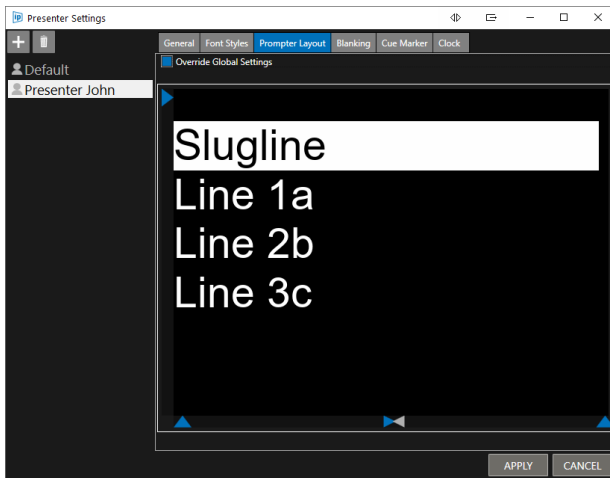 IP Presenter Settings
General Font Styles Prompter Layout Blanking Cue Marker Clock
Default
Presenter John
Override Global Settings
Slugline
Line 1a
Line 2b
Line 3c
APPLY CANCEL